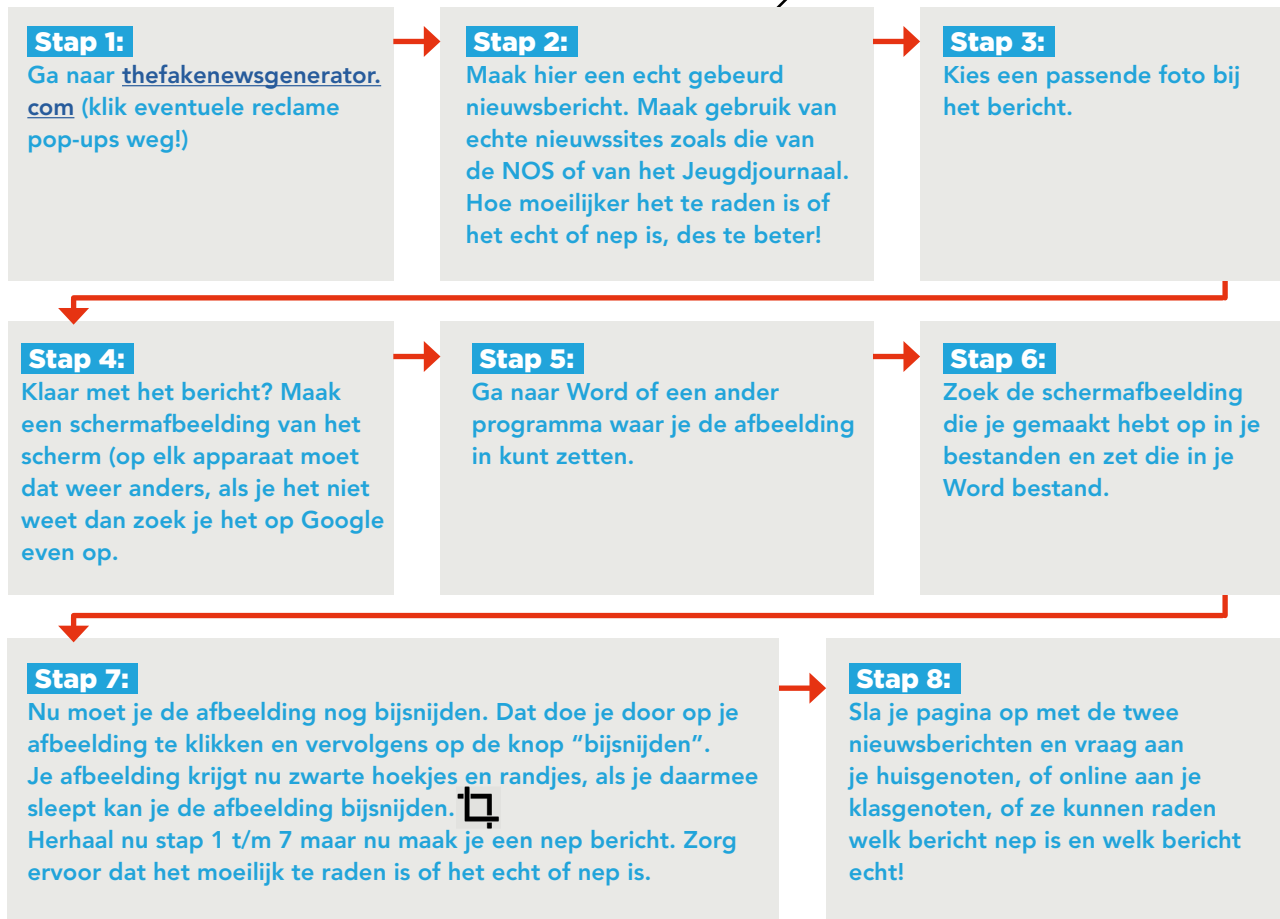 Stap 1:
Ga naar thefakenewsgenerator.
com (klik eventuele reclame
pop-ups weg!)
Stap 2:
Maak hier een echt gebeurd
nieuwsbericht. Maak gebruik van
echte nieuwssites zoals die van
de NOS of van het Jeugdjournaal.
Hoe moeilijker het te raden is of
het echt of nep is, des te beter!
Stap 3:
Kies een passende foto bij
het bericht.
Stap 4:
Klaar met het bericht? Maak
een schermafbeelding van het
scherm (op elk apparaat moet
dat weer anders, als je het niet
weet dan zoek je het op Google
even op.
Stap 5:
Ga naar Word of een ander
programma waar je de afbeelding
in kunt zetten.
Stap 6:
Zoek de schermafbeelding
die je gemaakt hebt op in je
bestanden en zet die in je
Word bestand.
Stap 7:
Nu moet je de afbeelding nog bijsnijden. Dat doe je door op je
afbeelding te klikken en vervolgens op de knop “bijsnijden”.
Je afbeelding krijgt nu zwarte hoekjes en randjes, als je daarmee
sleept kan je de afbeelding bijsnijden.
Herhaal nu stap 1 t/m 7 maar nu maak je een nep bericht. Zorg
ervoor dat het moeilijk te raden is of het echt of nep is.
Stap 8:
Sla je pagina op met de twee
nieuwsberichten en vraag aan
je huisgenoten, of online aan je
klasgenoten, of ze kunnen raden
welk bericht nep is en welk bericht
echt!